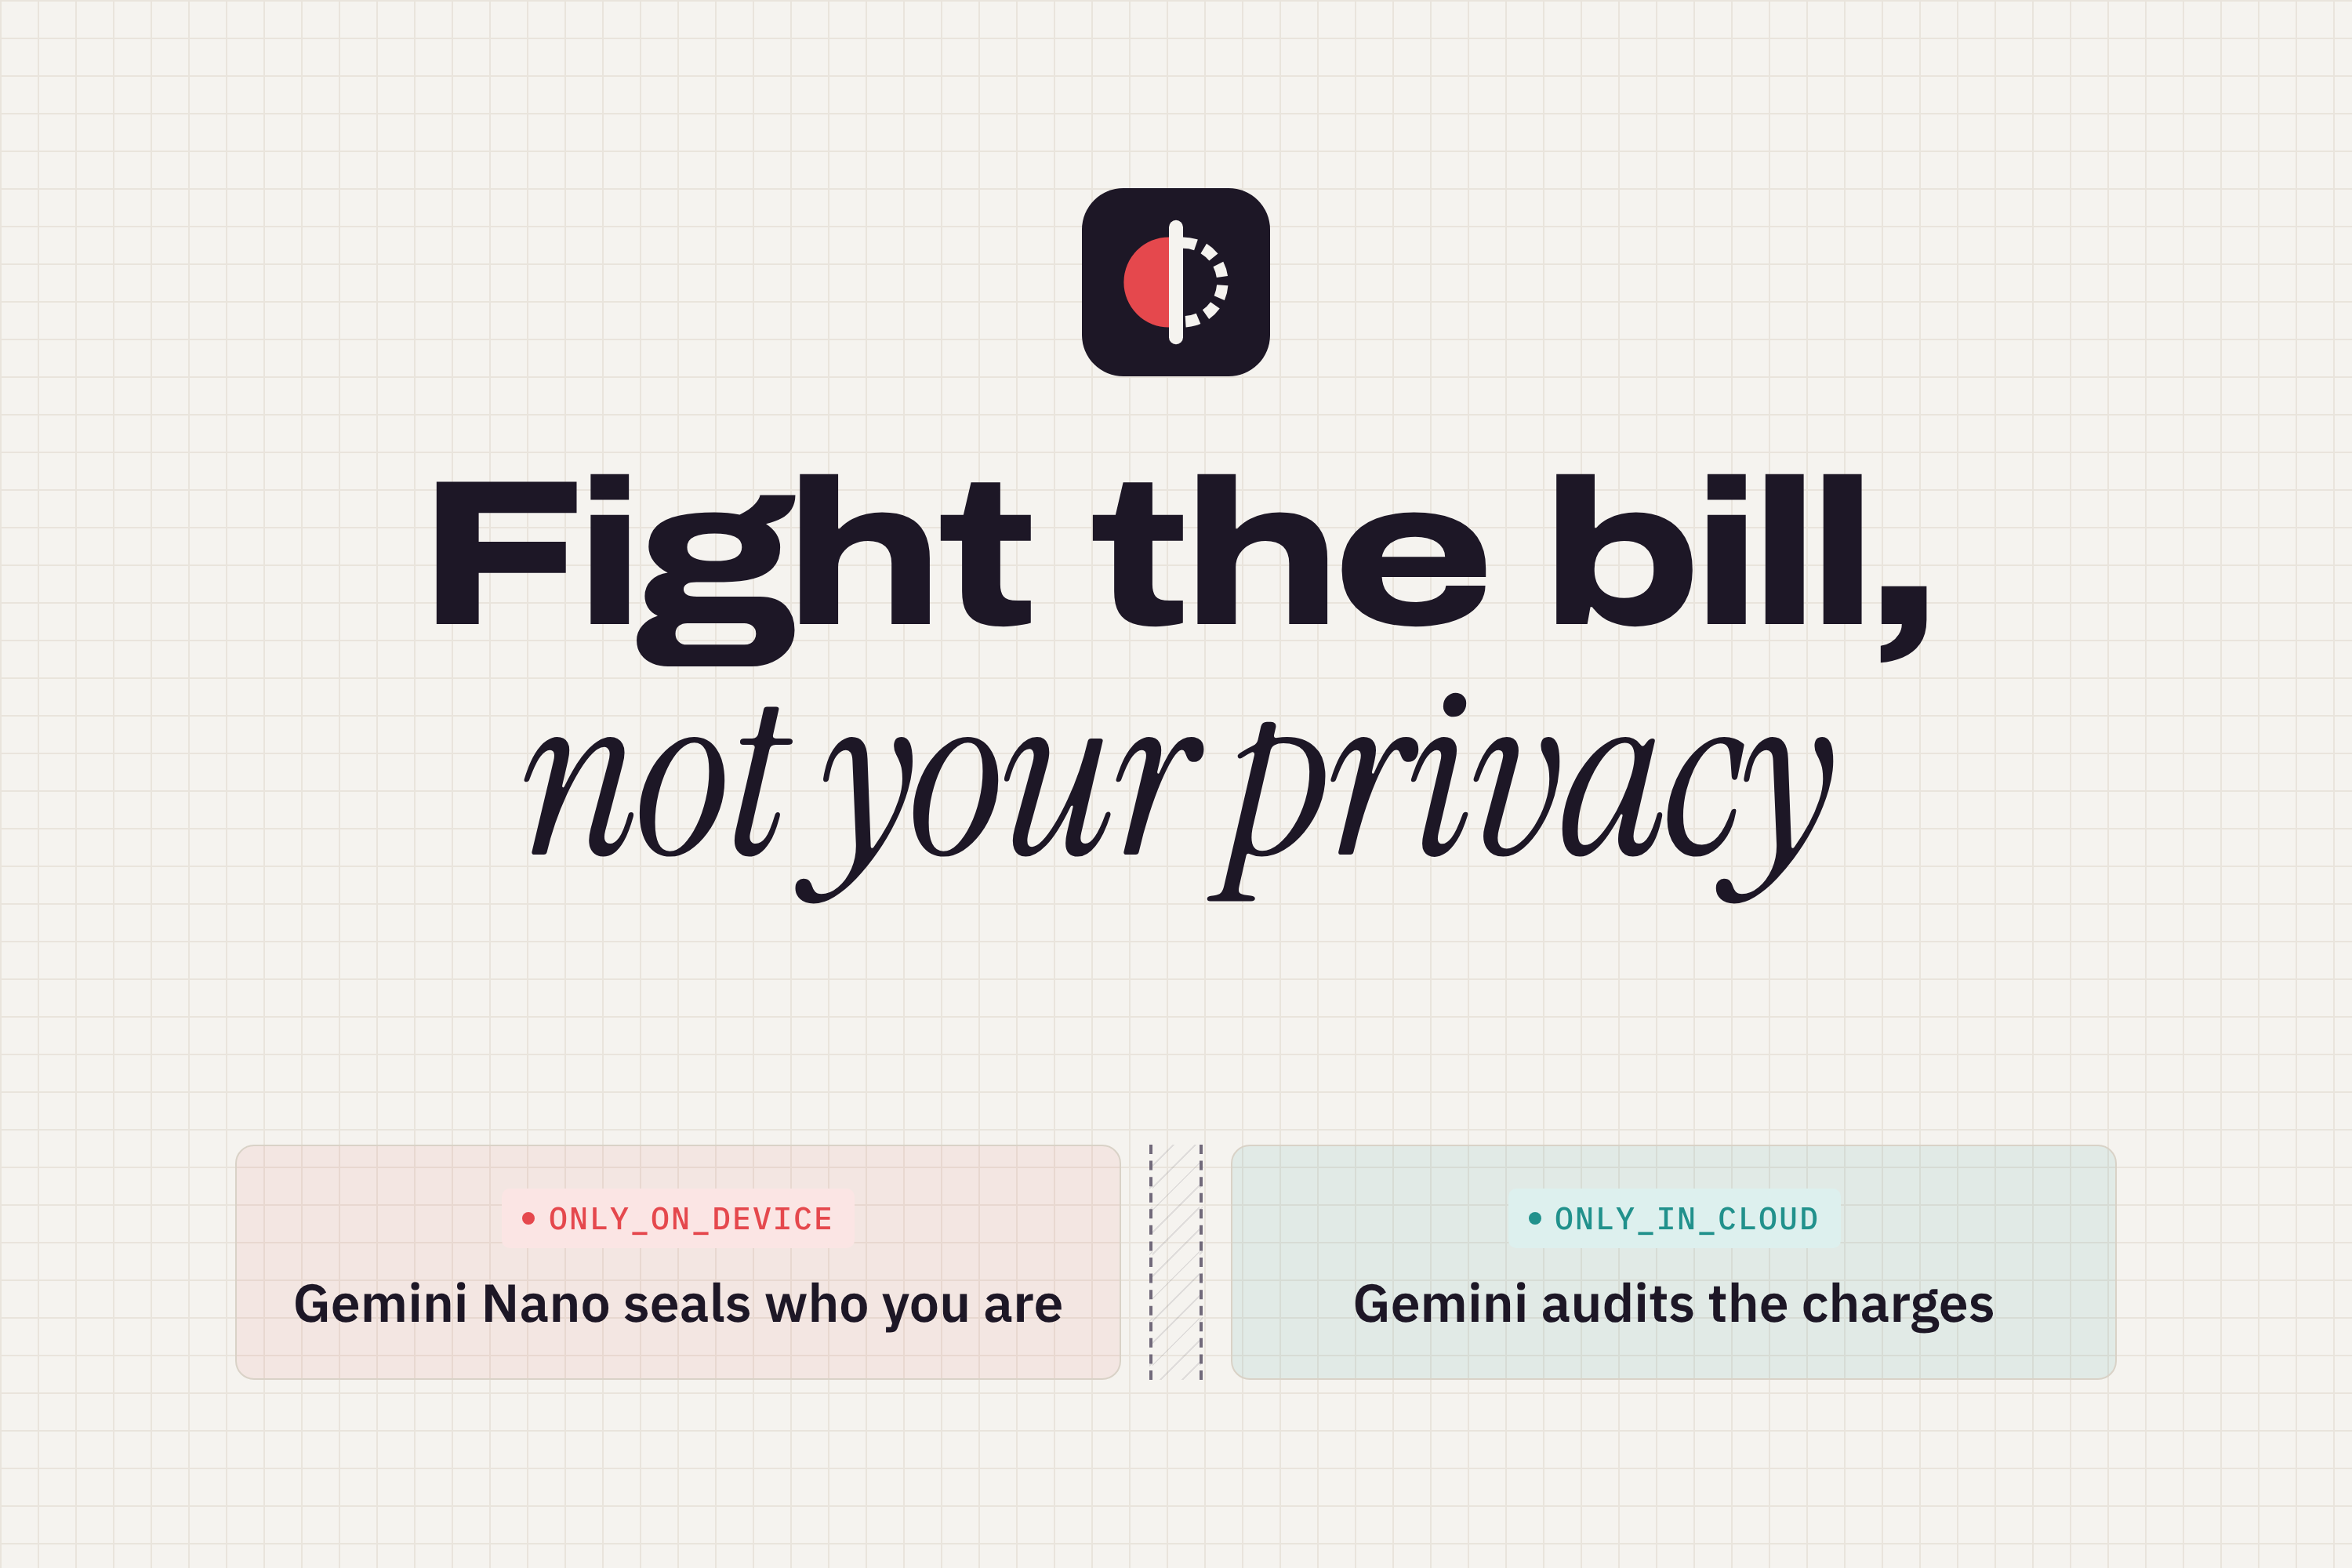 Fight the bill,
not your privacy
ONLY_ON_DEVICE
Gemini Nano seals who you are
ONLY_IN_CLOUD
Gemini audits the charges